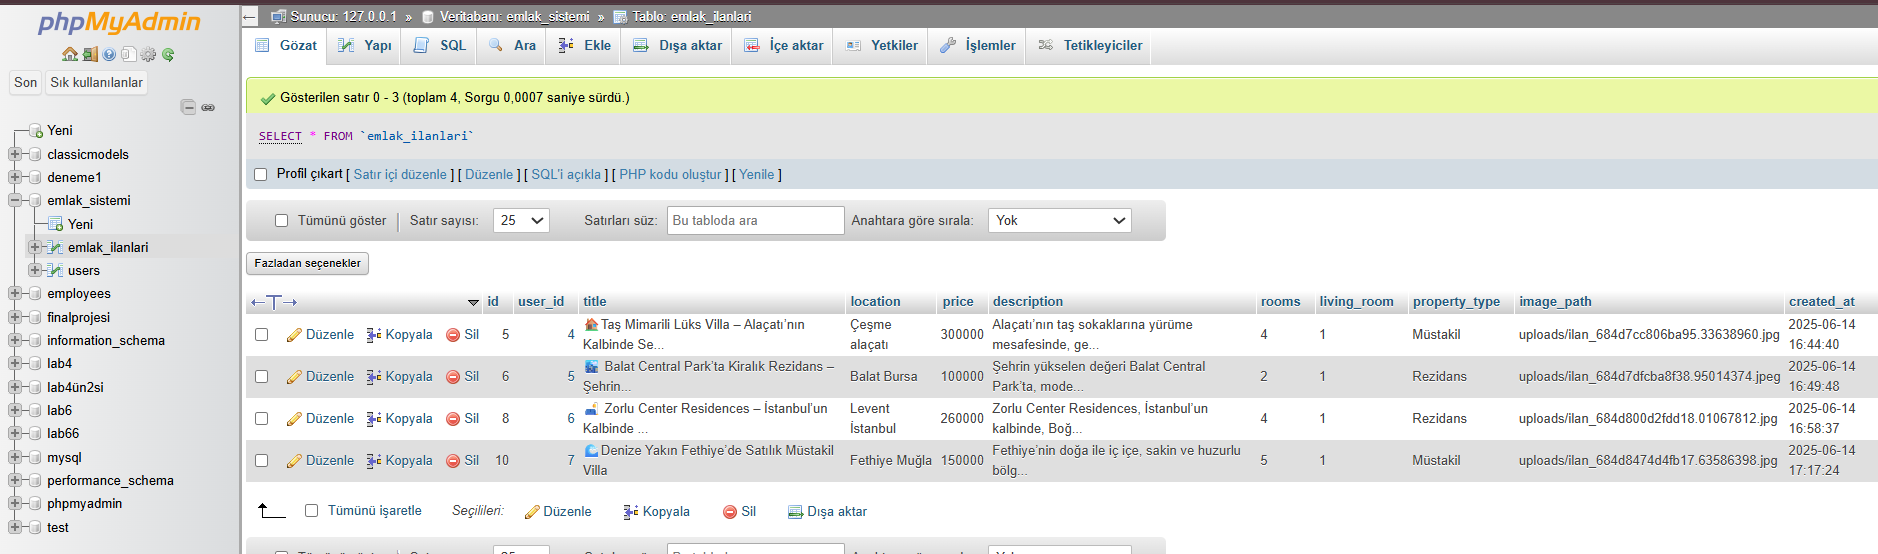 phpMyAdmin
Son Sık kullanılanlar
Yeni
classicmodels
deneme1
emlak_sistemi
Yeni
emlak_ilanlari
users
employees
finalprojesi
information_schema
lab4
lab4ün2si
lab6
lab66
mysql
performance_schema
phpmyadmin
test
Sunucu: 127.0.0.1 » Veritabanı: emlak_sistemi » Tablo: emlak_ilanlari
Gözat Yapı SQL Ara Ekle Dışa aktar İçe aktar Yetkiler İşlemler Tetikleyiciler
Gösterilen satır 0 - 3 (toplam 4, Sorgu 0,0007 saniye sürdü.)
SELECT * FROM `emlak_ilanlari`
Profil çıkart [ Satır içi düzenle ] [ Düzenle ] [ SQL'i açıkla ] [ PHP kodu oluştur ] [ Yenile ]
Tümünü göster Satır sayısı: 25 Satırları süz: Bu tabloda ara Anahtara göre sırala: Yok
Fazladan seçenekler
id user_id title location price description rooms living_room property_type image_path created_at
Düzenle Kopyala Sil 5 4 🏠Taş Mimarili Lüks Villa – Alaçatı’nın Kalbinde Se... Çeşme alaçatı 300000 Alaçatı’nın taş sokaklarına yürüme mesafesinde, ge... 4 1 Müstakil uploads/ilan_684d7cc806ba95.33638960.jpg 2025-06-14 16:44:40
Düzenle Kopyala Sil 6 5 Balat Central Park’ta Kiralık Rezidans – Şehrin... Balat Bursa 100000 Şehrin yükselen değeri Balat Central Park’ta, mode... 2 1 Rezidans uploads/ilan_684d7dfcba8f38.95014374.jpeg 2025-06-14 16:49:48
Düzenle Kopyala Sil 8 6 🛋️ Zorlu Center Residences – İstanbul’un Kalbinde ... Levent İstanbul 260000 Zorlu Center Residences, İstanbul’un kalbinde, Boğ... 4 1 Rezidans uploads/ilan_684d800d2fdd18.01067812.jpg 2025-06-14 16:58:37
Düzenle Kopyala Sil 10 7 🌊Denize Yakın Fethiye’de Satılık Müstakil Villa Fethiye Muğla 150000 Fethiye’nin doğa ile iç içe, sakin ve huzurlu bölg... 5 1 Müstakil uploads/ilan_684d8474d4fb17.63586398.jpg 2025-06-14 17:17:24
Tümünü işaretle Seçilileri: Düzenle Kopyala Sil Dışa aktar